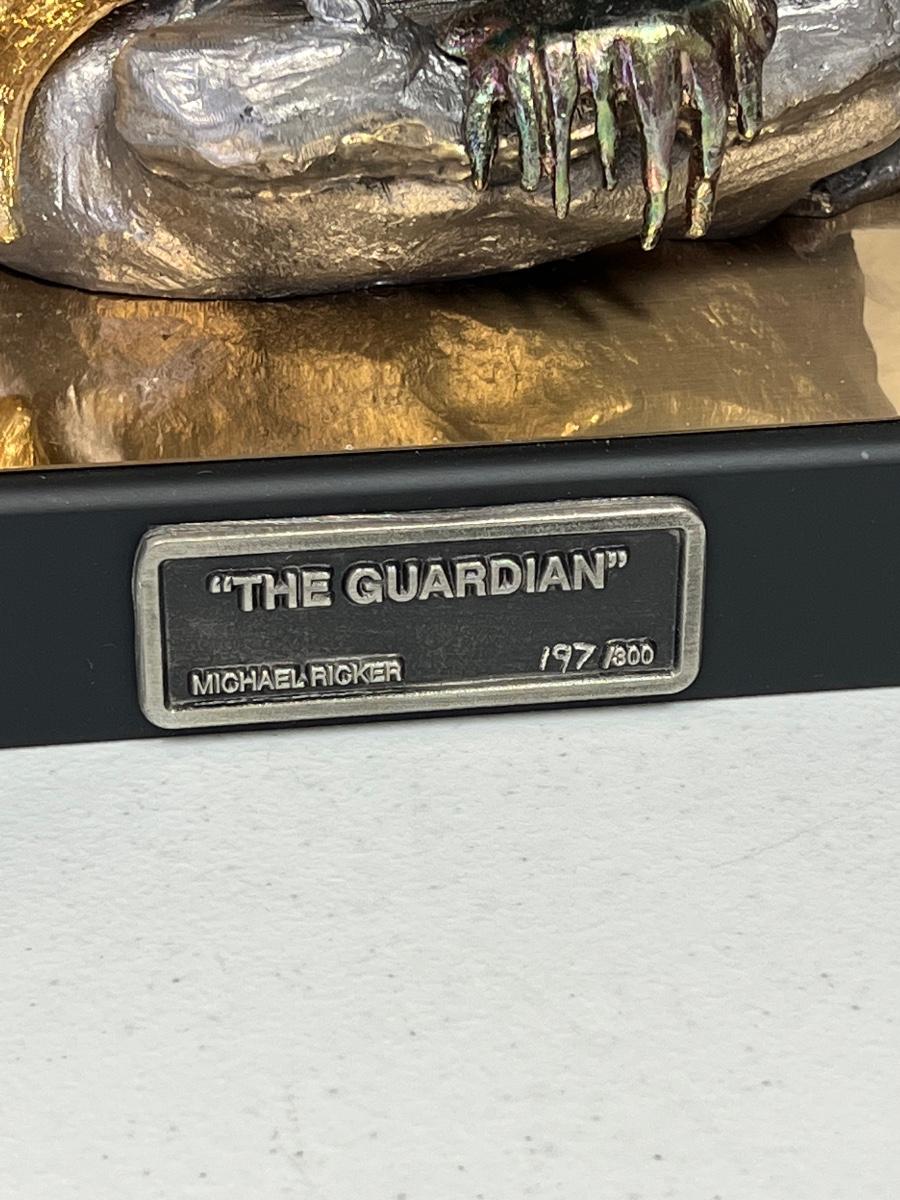 “THE GUARDIAN”
MICHAEL RICKER 197/300